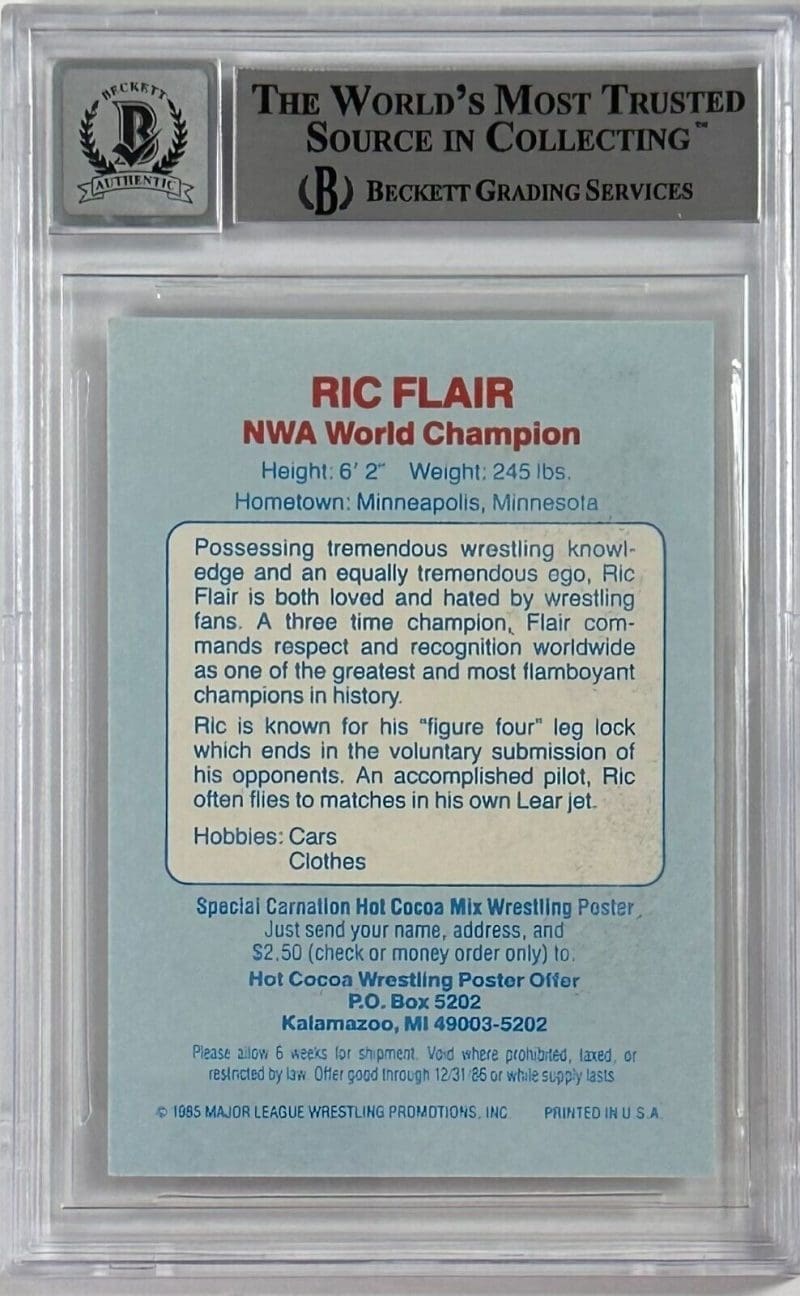 BECKETT
B
AUTHENTIC
THE WORLD'S MOST TRUSTED
SOURCE IN COLLECTING™
(B) BECKETT GRADING SERVICES
RIC FLAIR
NWA World Champion
Height: 6' 2" Weight: 245 lbs.
Hometown: Minneapolis, Minnesota
Possessing tremendous wrestling knowl-
edge and an equally tremendous ego, Ric
Flair is both loved and hated by wrestling
fans. A three time champion, Flair com-
mands respect and recognition worldwide
as one of the greatest and most flamboyant
champions in history.
Ric is known for his "figure four" leg lock
which ends in the voluntary submission of
his opponents. An accomplished pilot, Ric
often flies to matches in his own Lear jet.
Hobbies: Cars
Clothes
Special Carnation Hot Cocoa Mix Wrestling Poster
Just send your name, address, and
$2.50 (check or money order only) to:
Hot Cocoa Wrestling Poster Offer
P.O. Box 5202
Kalamazoo, MI 49003-5202
Please allow 6 weeks for shipment. Void where prohibited, taxed, or
restricted by law. Offer good through 12/31/86 or while supply lasts
© 1985 MAJOR LEAGUE WRESTLING PROMOTIONS, INC. PRINTED IN U.S.A.